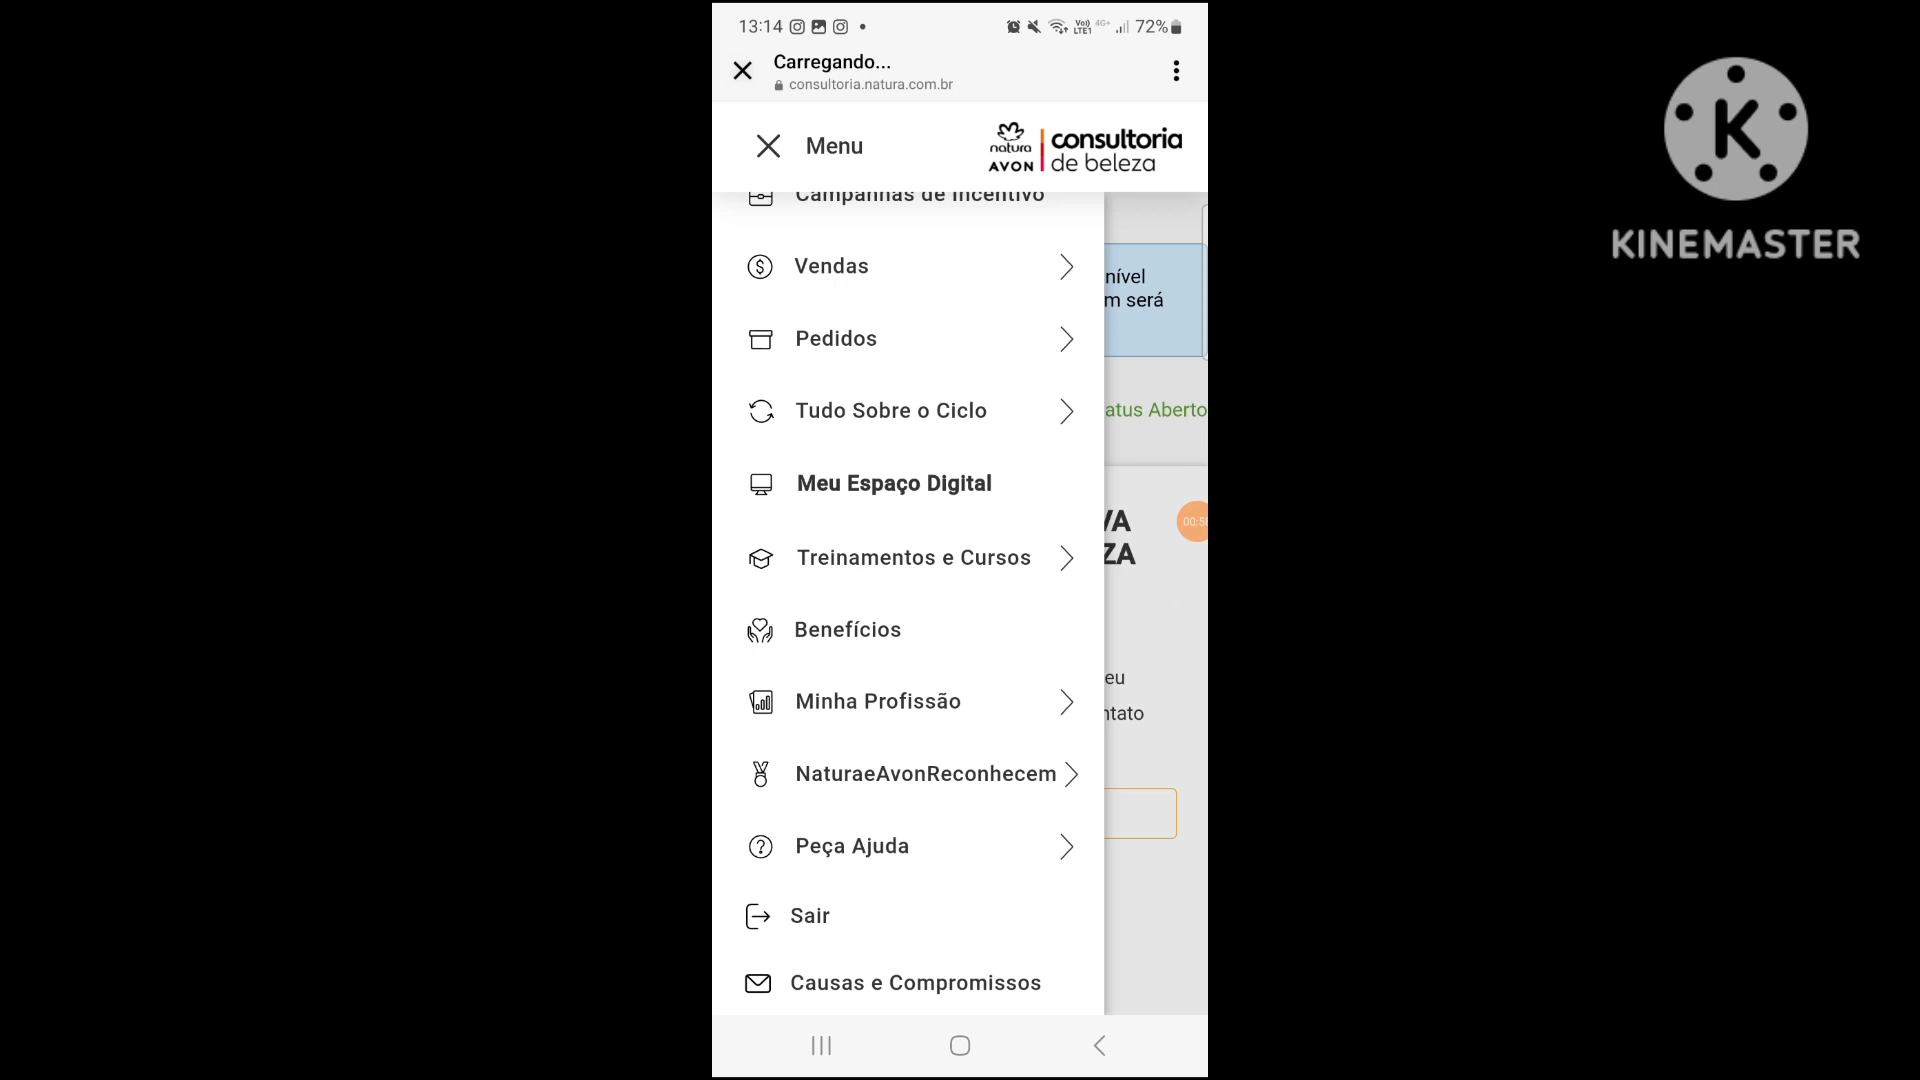 13:14
4G+ 72%
Carregando...
consultoria.natura.com.br
Menu
natura
AVON
consultoria
de beleza
KINEMASTER
Campanhas de Incentivo
Vendas
nível
m será
Pedidos
Tudo Sobre o Ciclo
atus Aberto
Meu Espaço Digital
VA
ZA
Treinamentos e Cursos
Benefícios
eu
Minha Profissão
ntato
NaturaeAvonReconhecem
Peça Ajuda
Sair
Causas e Compromissos